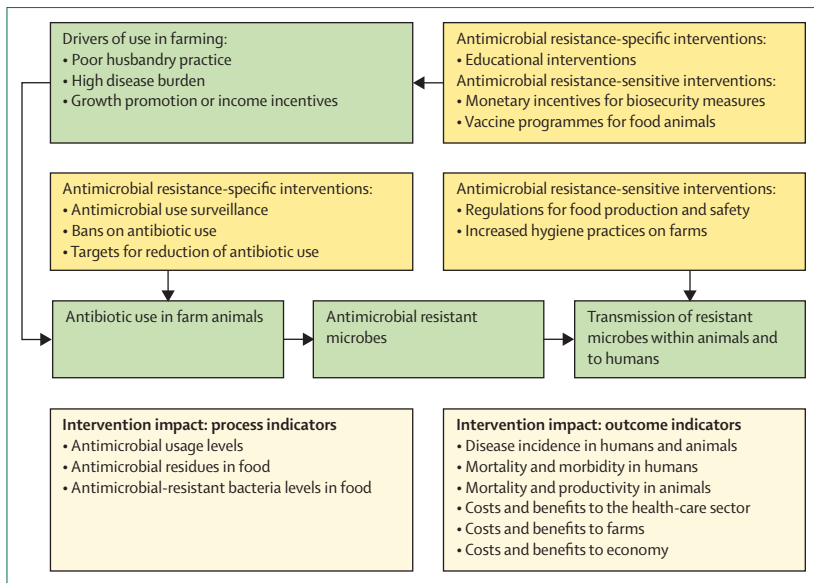 Drivers of use in farming:
• Poor husbandry practice
• High disease burden
• Growth promotion or income incentives
Antimicrobial resistance-specific interventions:
• Educational interventions
Antimicrobial resistance-sensitive interventions:
• Monetary incentives for biosecurity measures
• Vaccine programmes for food animals
Antimicrobial resistance-specific interventions:
• Antimicrobial use surveillance
• Bans on antibiotic use
• Targets for reduction of antibiotic use
Antimicrobial resistance-sensitive interventions:
• Regulations for food production and safety
• Increased hygiene practices on farms
Antibiotic use in farm animals
Antimicrobial resistant
microbes
Transmission of resistant
microbes within animals and
to humans
Intervention impact: process indicators
• Antimicrobial usage levels
• Antimicrobial residues in food
• Antimicrobial-resistant bacteria levels in food
Intervention impact: outcome indicators
• Disease incidence in humans and animals
• Mortality and morbidity in humans
• Mortality and productivity in animals
• Costs and benefits to the health-care sector
• Costs and benefits to farms
• Costs and benefits to economy